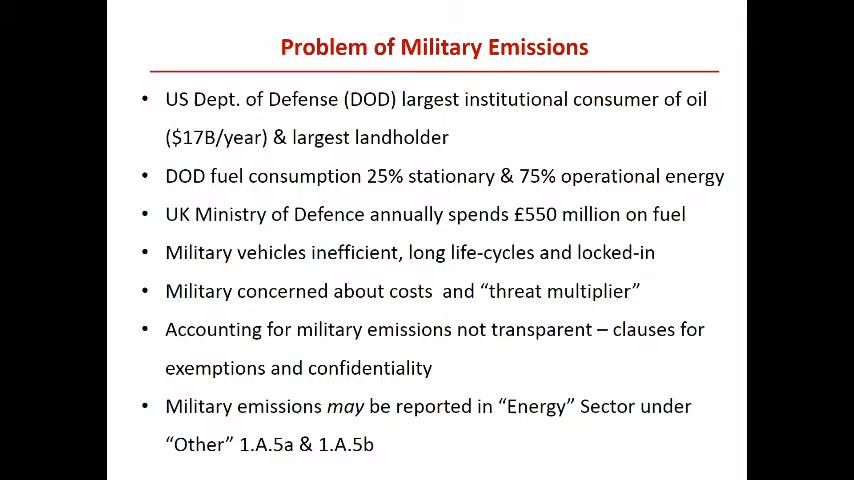 Problem of Military Emissions
• US Dept. of Defense (DOD) largest institutional consumer of oil
($17B/year) & largest landholder
• DOD fuel consumption 25% stationary & 75% operational energy
• UK Ministry of Defence annually spends £550 million on fuel
• Military vehicles inefficient, long life-cycles and locked-in
• Military concerned about costs and “threat multiplier”
• Accounting for military emissions not transparent – clauses for
exemptions and confidentiality
• Military emissions may be reported in “Energy” Sector under
“Other” 1.A.5a & 1.A.5b